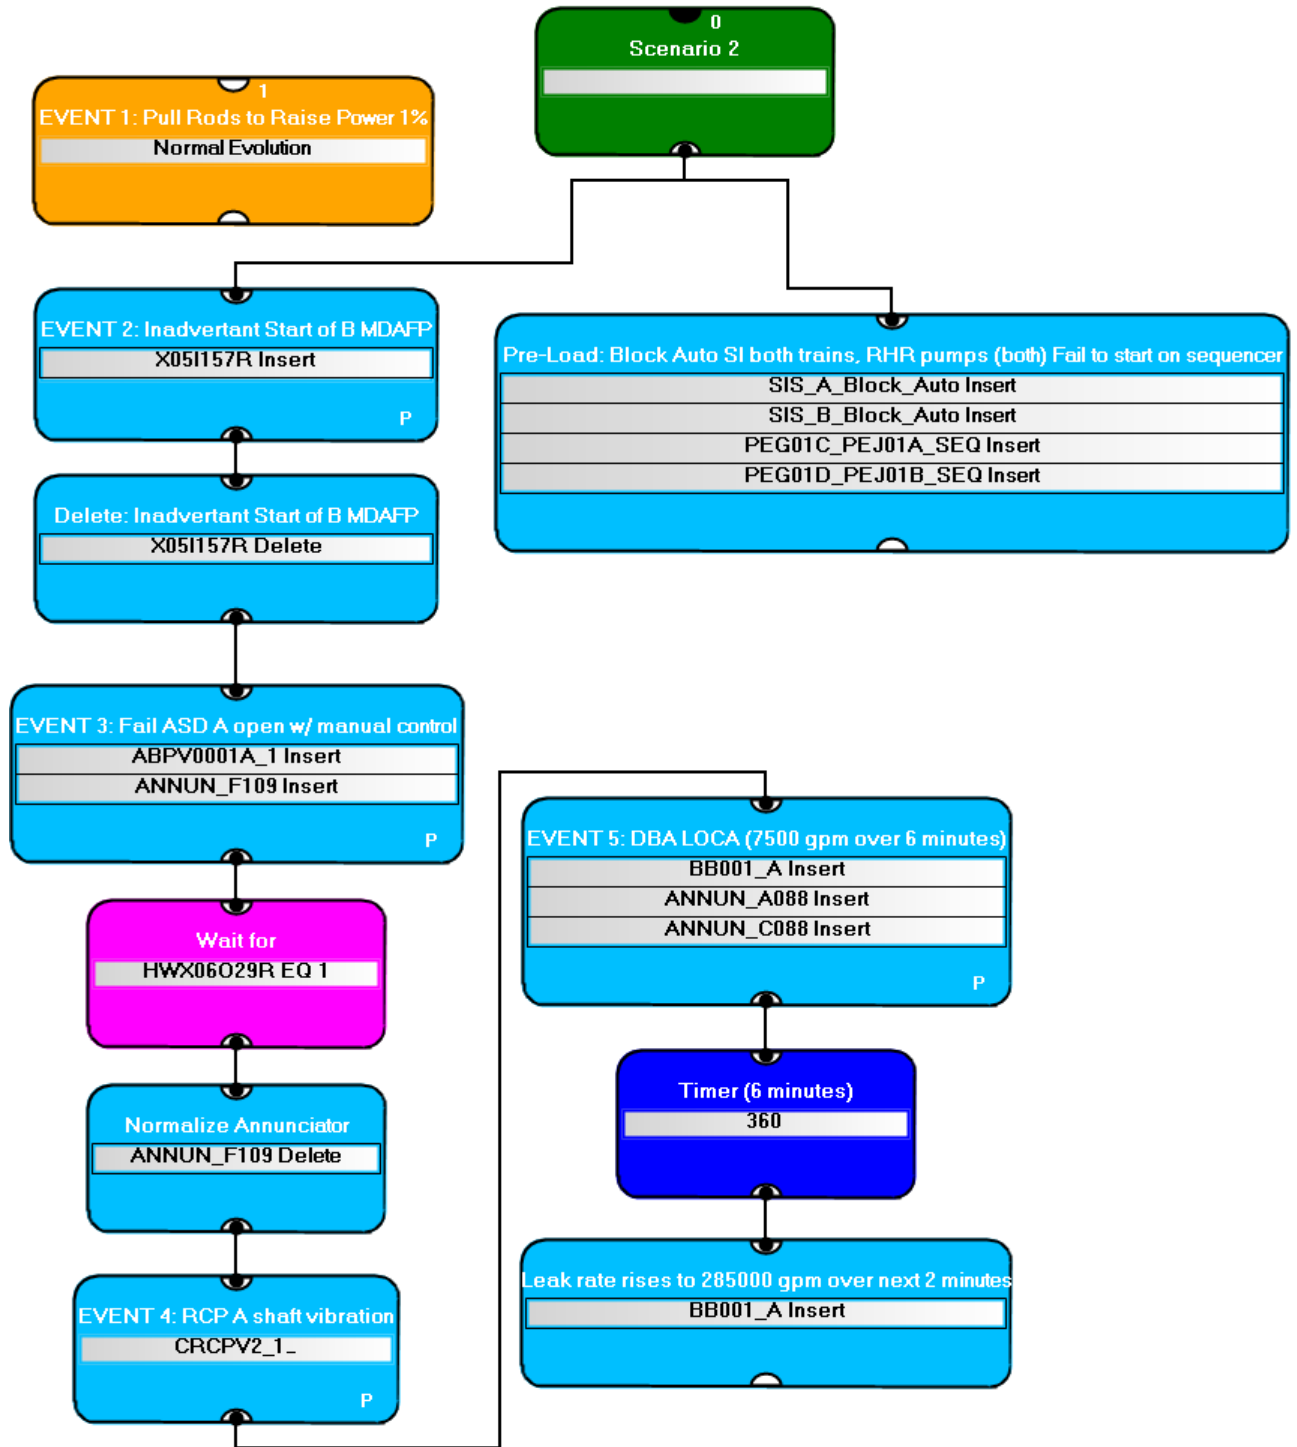 0
Scenario 2
1
EVENT 1: Pull Rods to Raise Power 1%
Normal Evolution
EVENT 2: Inadvertant Start of B MDAFP
X05I157R Insert
P
Pre-Load: Block Auto SI both trains, RHR pumps (both) Fail to start on sequencer
SIS_A_Block_Auto Insert
SIS_B_Block_Auto Insert
PEG01C_PEJ01A_SEQ Insert
PEG01D_PEJ01B_SEQ Insert
Delete: Inadvertant Start of B MDAFP
X05I157R Delete
EVENT 3: Fail ASD A open w/ manual control
ABPV0001A_1 Insert
ANNUN_F109 Insert
P
Wait for
HWX06O29R EQ 1
Normalize Annunciator
ANNUN_F109 Delete
EVENT 4: RCP A shaft vibration
CRCPV2_1_
P
EVENT 5: DBA LOCA (7500 gpm over 6 minutes)
BB001_A Insert
ANNUN_A088 Insert
ANNUN_C088 Insert
P
Timer (6 minutes)
360
Leak rate rises to 285000 gpm over next 2 minutes
BB001_A Insert